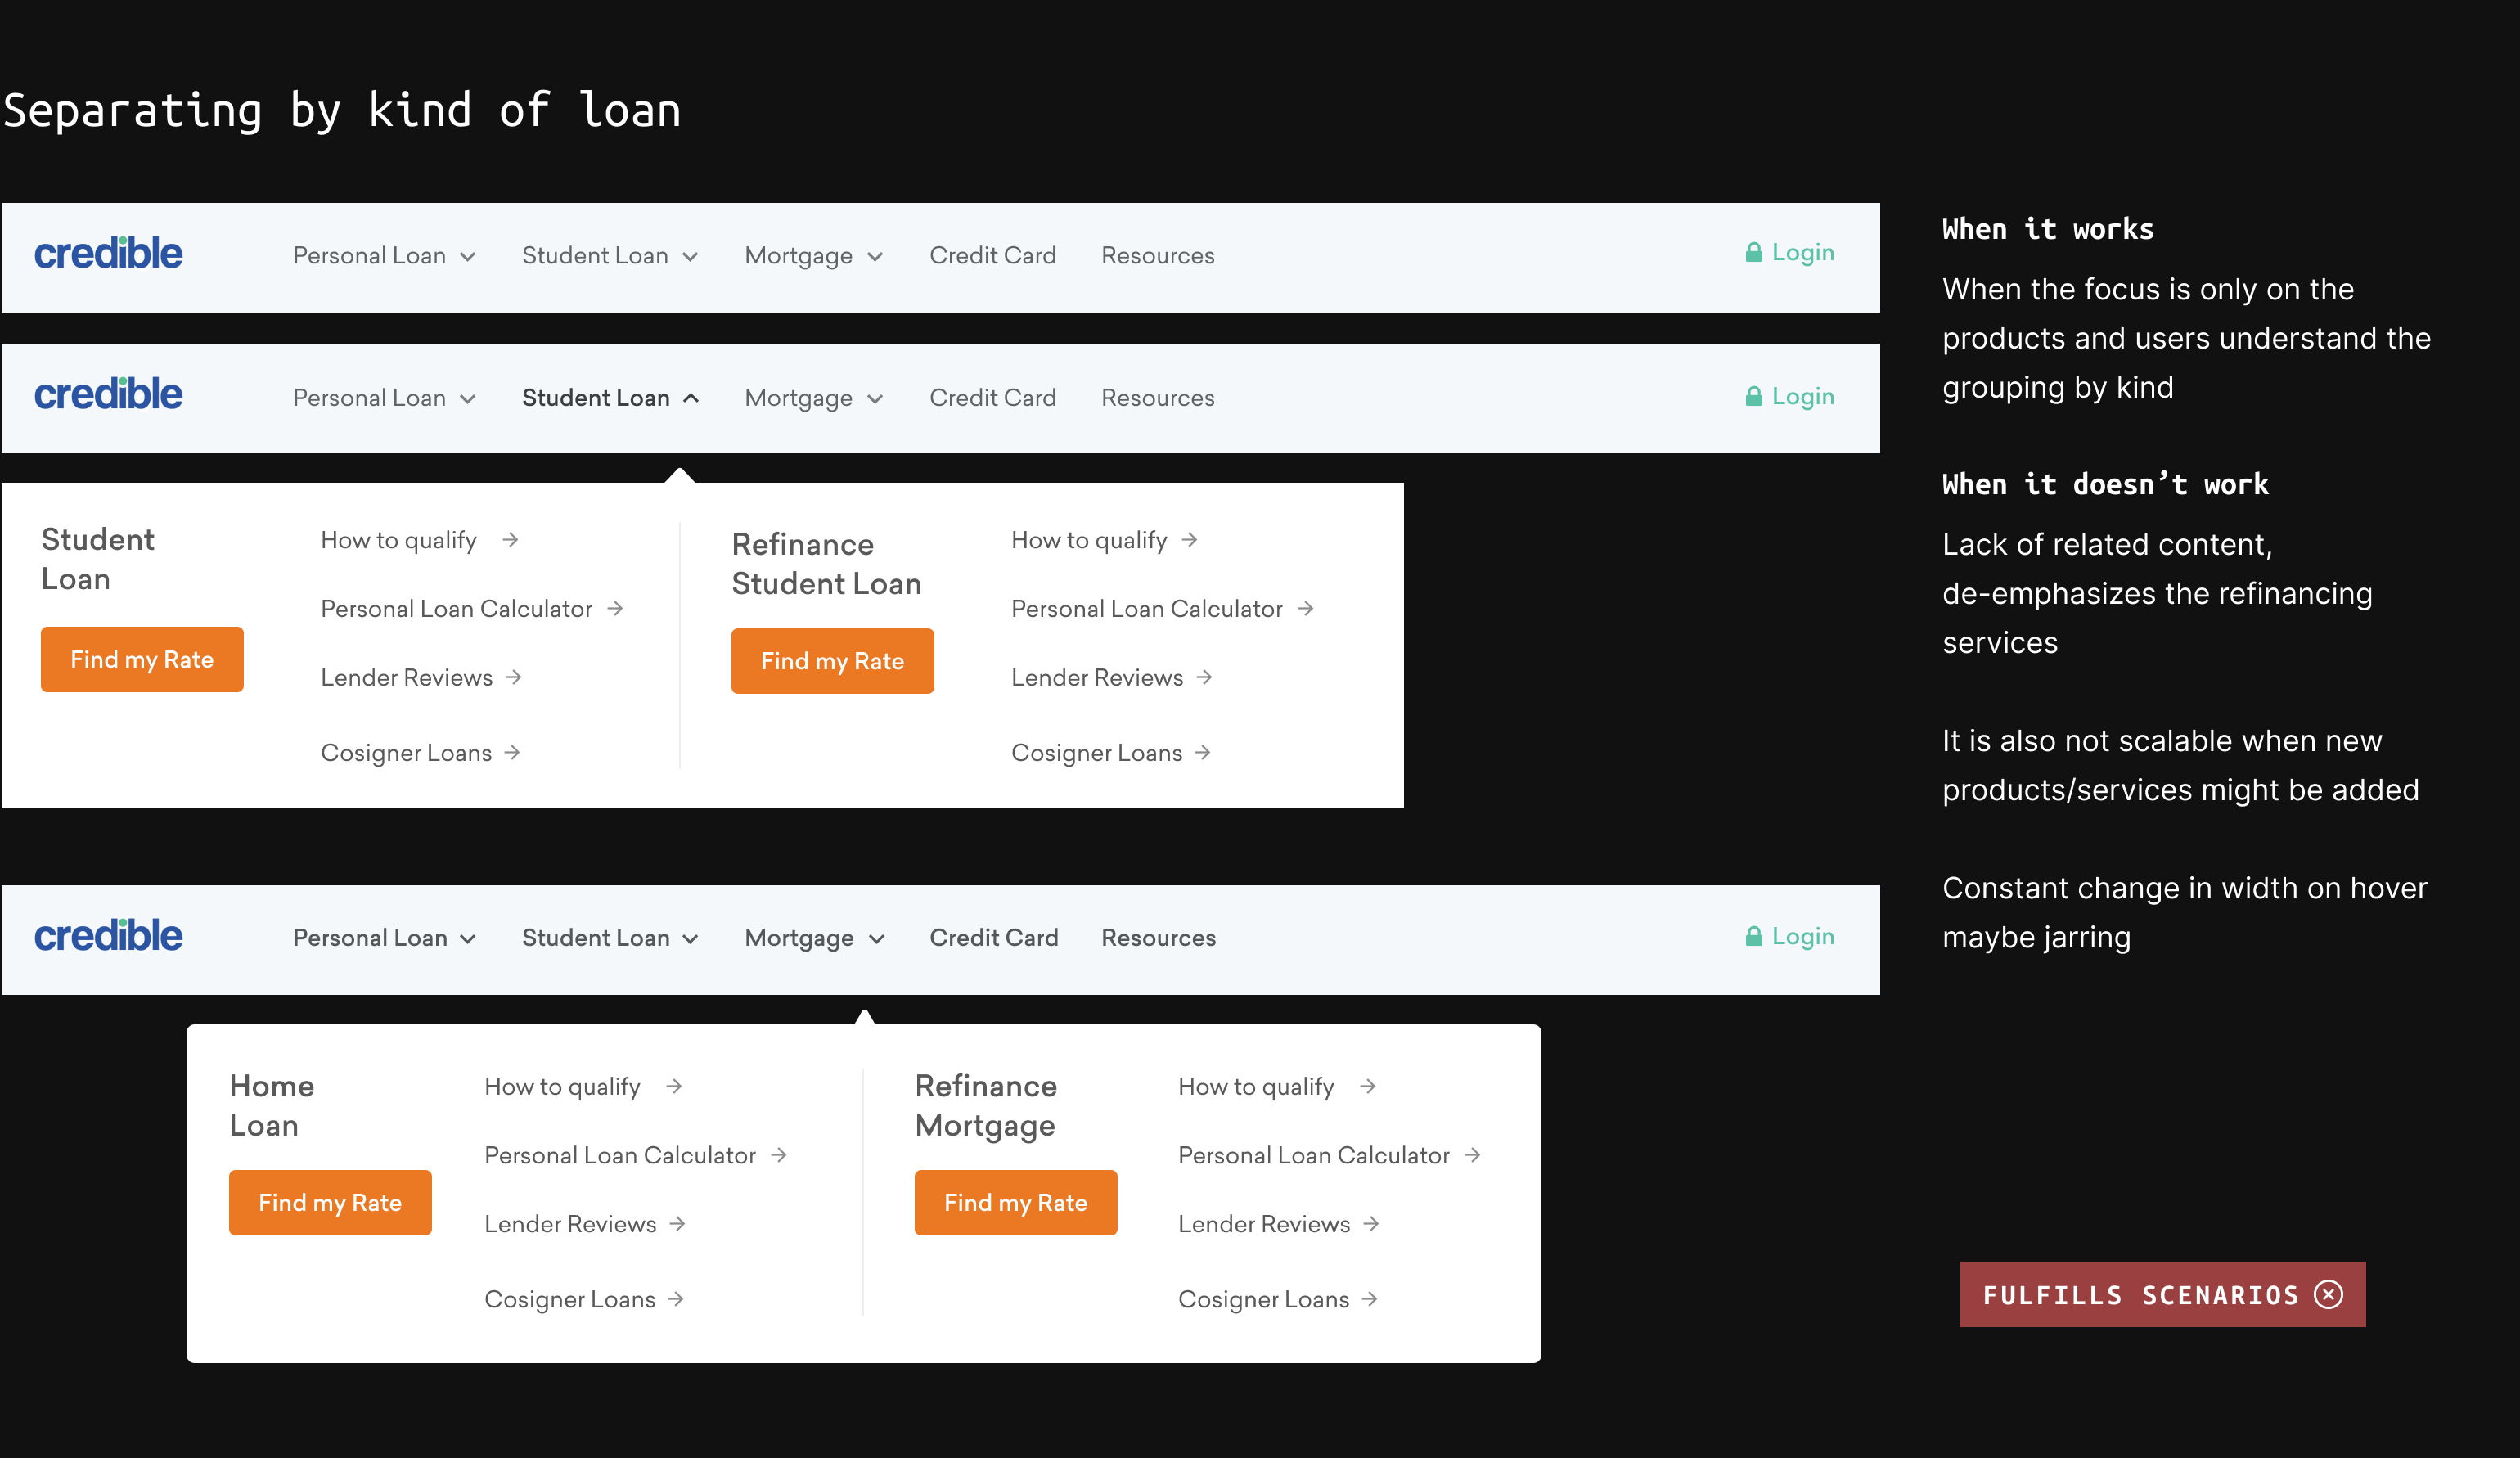 Separating by kind of loan
credible Personal Loan Student Loan Mortgage Credit Card Resources Login
credible Personal Loan Student Loan Mortgage Credit Card Resources Login
Student
Loan
Find my Rate
How to qualify
Personal Loan Calculator
Lender Reviews
Cosigner Loans
Refinance
Student Loan
Find my Rate
How to qualify
Personal Loan Calculator
Lender Reviews
Cosigner Loans
credible Personal Loan Student Loan Mortgage Credit Card Resources Login
Home
Loan
Find my Rate
How to qualify
Personal Loan Calculator
Lender Reviews
Cosigner Loans
Refinance
Mortgage
Find my Rate
How to qualify
Personal Loan Calculator
Lender Reviews
Cosigner Loans
When it works
When the focus is only on the
products and users understand the
grouping by kind
When it doesn’t work
Lack of related content,
de-emphasizes the refinancing
services
It is also not scalable when new
products/services might be added
Constant change in width on hover
maybe jarring
FULFILLS SCENARIOS